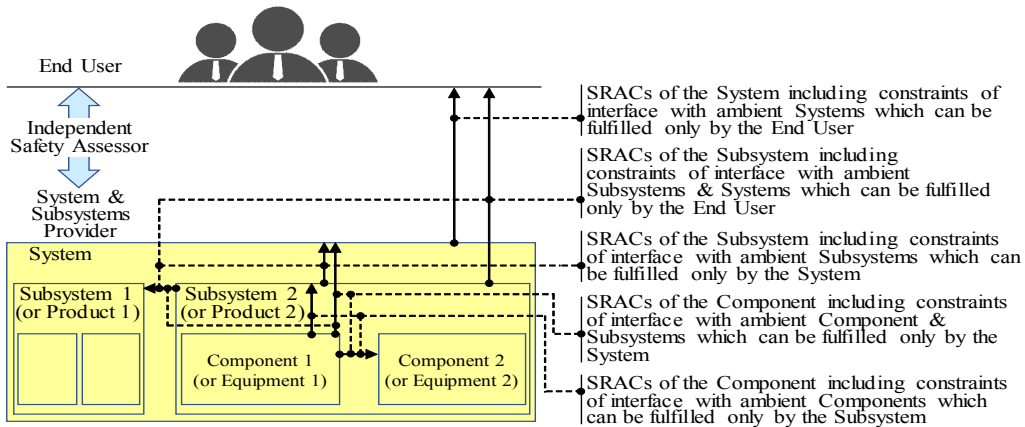 End User
Independent
Safety Assessor
System &
Subsystems
Provider
System
Subsystem 1
(or Product 1)
Subsystem 2
(or Product 2)
Component 1
(or Equipment 1)
Component 2
(or Equipment 2)
SRACs of the System including constraints of
interface with ambient Systems which can be
fulfilled only by the End User
SRACs of the Subsystem including
constraints of interface with ambient
Subsystems & Systems which can be fulfilled
only by the End User
SRACs of the Subsystem including constraints
of interface with ambient Subsystems which can
be fulfilled only by the System
SRACs of the Component including constraints
of interface with ambient Component &
Subsystems which can be fulfilled only by the
System
SRACs of the Component including constraints
of interface with ambient Components which
can be fulfilled only by the Subsystem